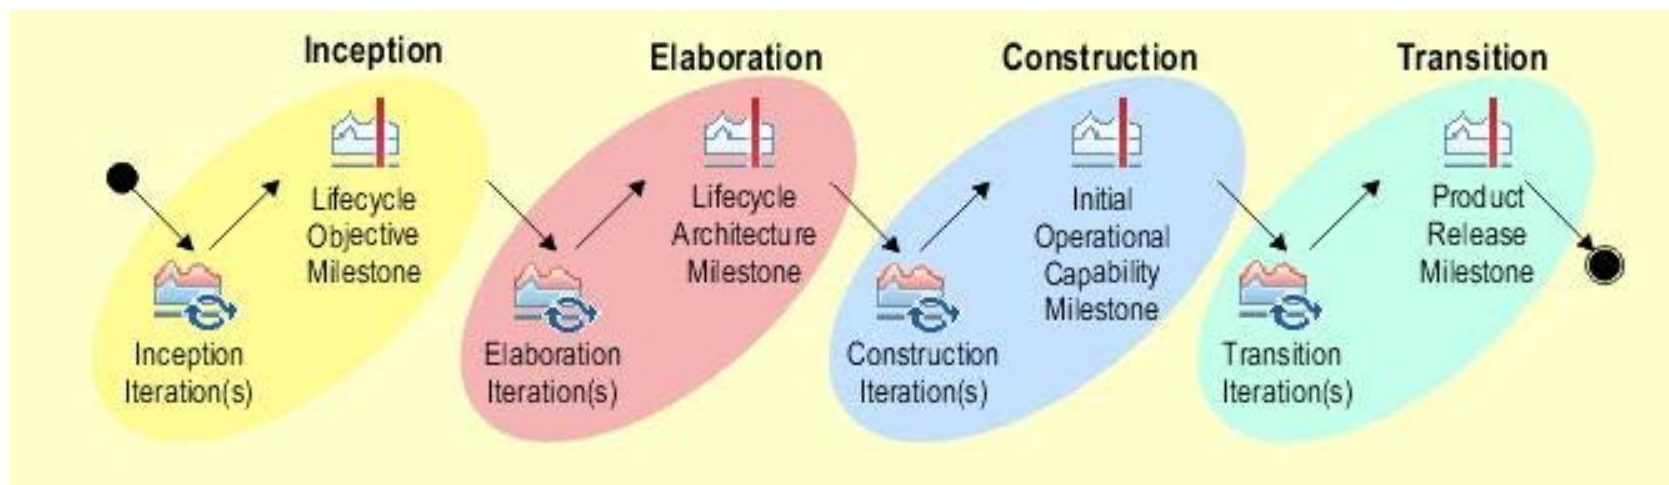 Inception
Lifecycle
Objective
Milestone
Inception
Iteration(s)
Elaboration
Lifecycle
Architecture
Milestone
Elaboration
Iteration(s)
Construction
Initial
Operational
Capability
Milestone
Construction
Iteration(s)
Transition
Product
Release
Milestone
Transition
Iteration(s)